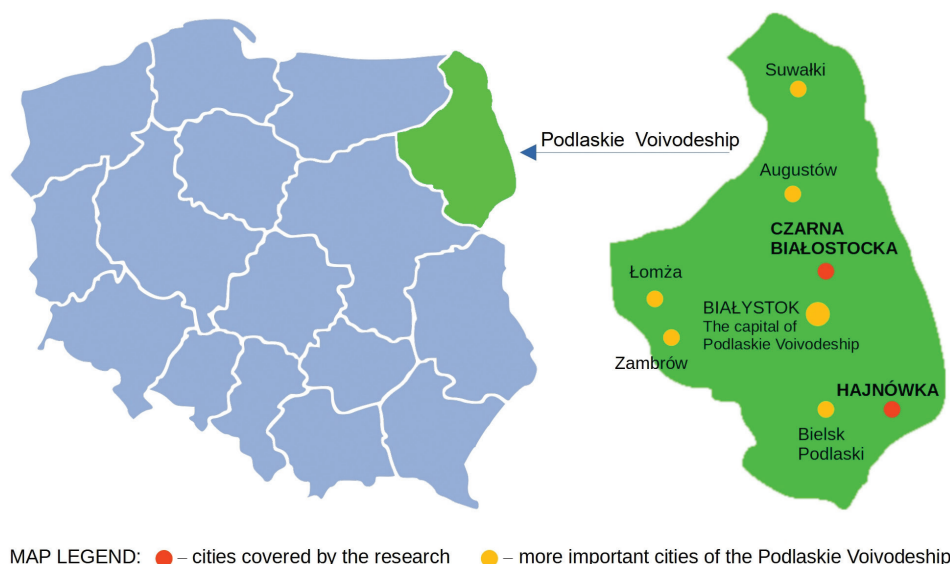 Podlaskie Voivodeship
Suwałki
Augustów
CZARNA
BIAŁOSTOCKA
Łomża
BIAŁYSTOK
The capital of
Podlaskie Voivodeship
Zambrów
HAJNÓWKA
Bielsk
Podlaski
MAP LEGEND: – cities covered by the research – more important cities of the Podlaskie Voivodeship